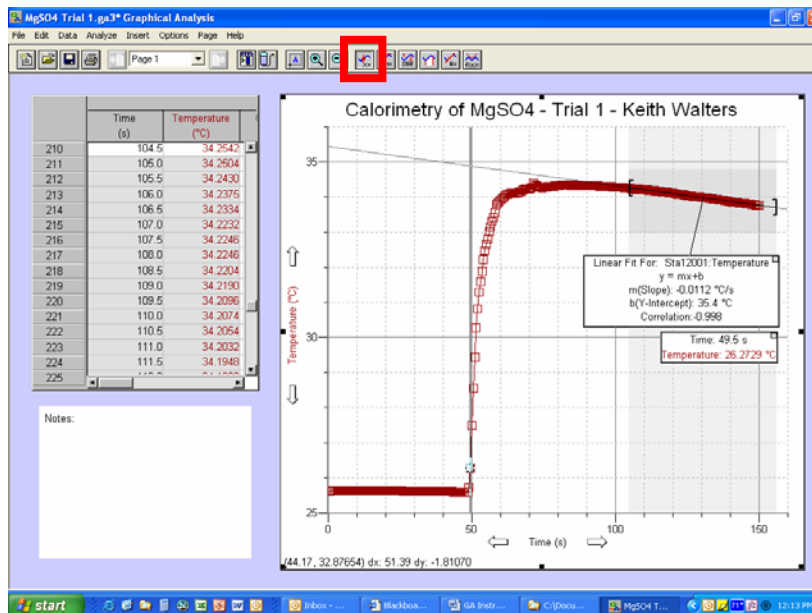 MgSO4 Trial 1.ga3* Graphical Analysis
File Edit Data Analyze Insert Options Page Help
Page 1
Time
(s)
Temperature
(°C)
210 104.5 34.2542
211 105.0 34.2504
212 105.5 34.2430
213 106.0 34.2375
214 106.5 34.2334
215 107.0 34.2232
216 107.5 34.2246
217 108.0 34.2246
218 108.5 34.2204
219 109.0 34.2190
220 109.5 34.2096
221 110.0 34.2074
222 110.5 34.2054
223 111.0 34.2032
224 111.5 34.1948
225
Notes:
Calorimetry of MgSO4 - Trial 1 - Keith Walters
35
30
25
Temperature (°C)
0 50 100 150
Time (s)
Linear Fit For: Sta12001:Temperature
y = mx+b
m(Slope): -0.0112 °C/s
b(Y-Intercept): 35.4 °C
Correlation:-0.998
Time: 49.5 s
Temperature: 26.2729 °C
(44.17, 32.87654) dx: 51.39 dy: -1.81070
start
Inbox - ...
Blackboa...
GA Instr...
C:\Docu...
MgSO4 T...
71°